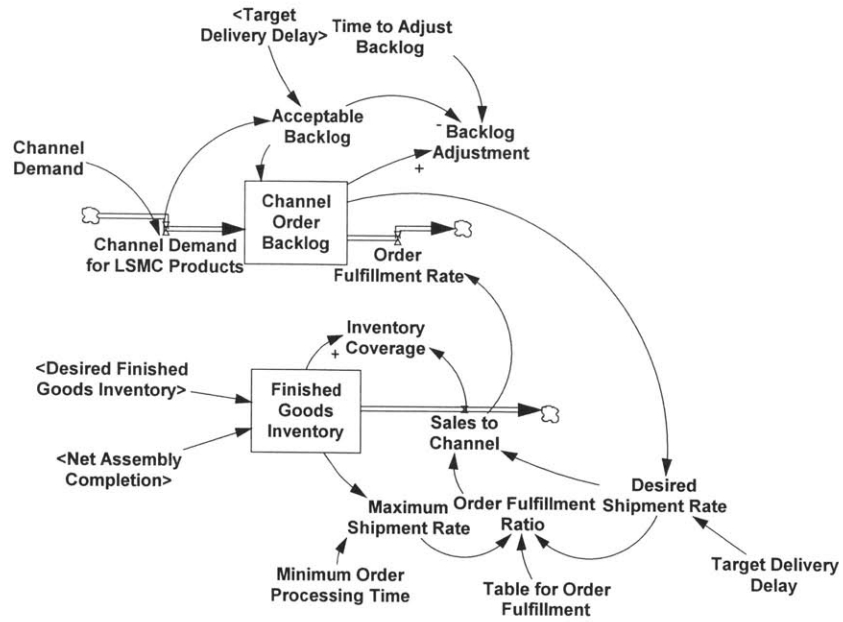 <Target
Delivery Delay>
Time to Adjust
Backlog
Acceptable
Backlog
- Backlog
Adjustment
+
Channel
Demand
Channel
Order
Backlog
Channel Demand
for LSMC Products
Order
Fulfillment Rate
Inventory
Coverage
+
<Desired Finished
Goods Inventory>
Finished
Goods
Inventory
Sales to
Channel
<Net Assembly
Completion>
Maximum
Shipment Rate
Order Fulfillment
Ratio
Desired
Shipment Rate
Minimum Order
Processing Time
Table for Order
Fulfillment
Target Delivery
Delay